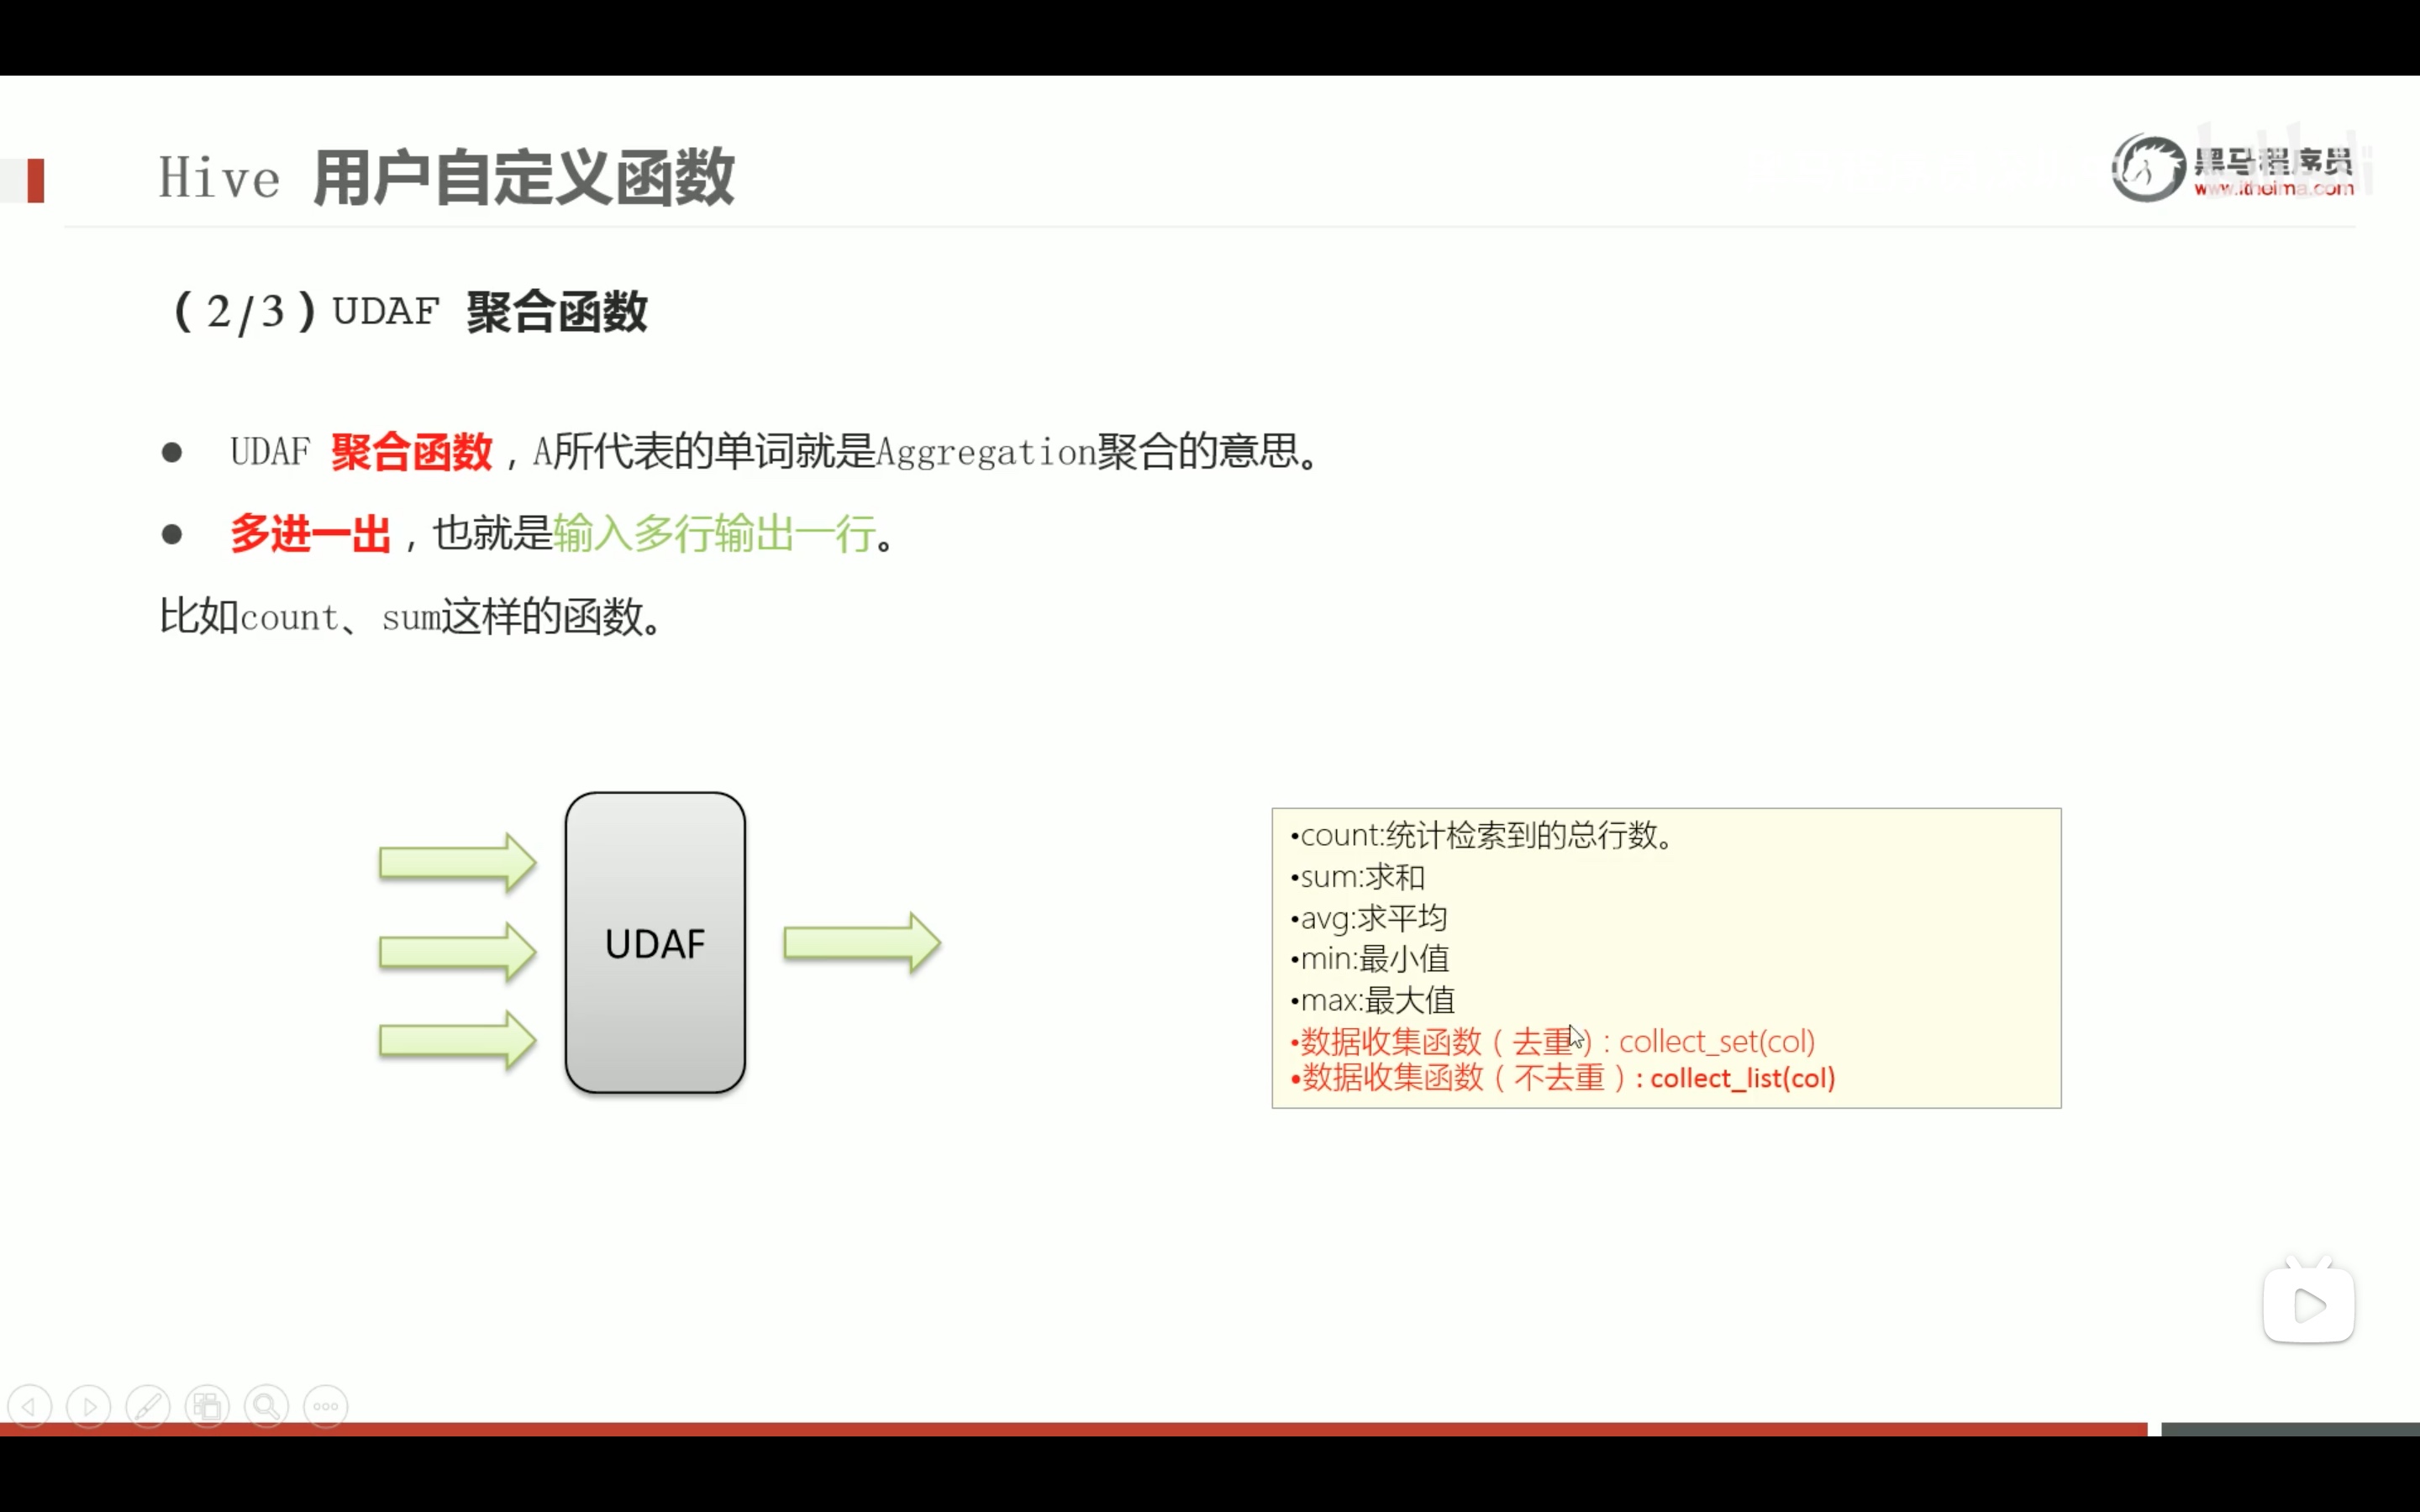 Hive 用户自定义函数
黑马程序员
www.itheima.com
（2/3）UDAF 聚合函数
● UDAF 聚合函数，A所代表的单词就是Aggregation聚合的意思。
● 多进一出，也就是输入多行输出一行。
比如count、sum这样的函数。
UDAF
•count:统计检索到的总行数。
•sum:求和
•avg:求平均
•min:最小值
•max:最大值
•数据收集函数（去重）: collect_set(col)
•数据收集函数（不去重）: collect_list(col)